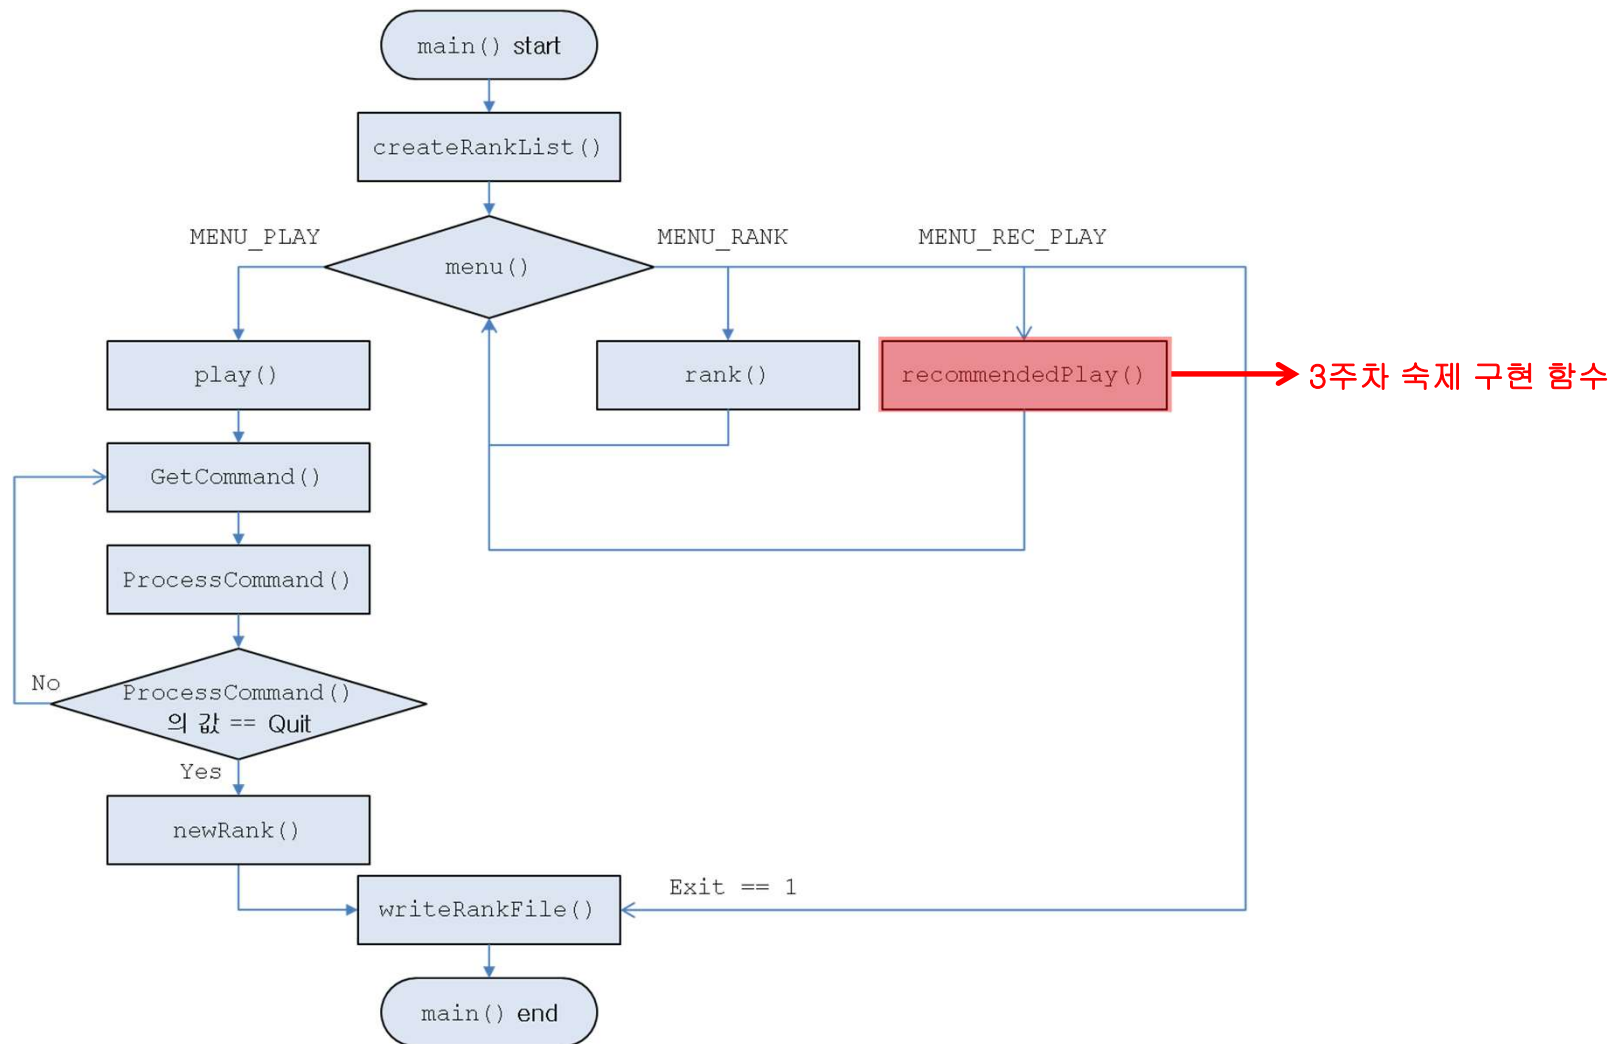 main() start
createRankList()
MENU_PLAY
MENU_RANK
MENU_REC_PLAY
menu()
play()
rank()
recommendedPlay()
3주차 숙제 구현 함수
GetCommand()
ProcessCommand()
No
ProcessCommand()
의 값 == Quit
Yes
newRank()
Exit == 1
writeRankFile()
main() end